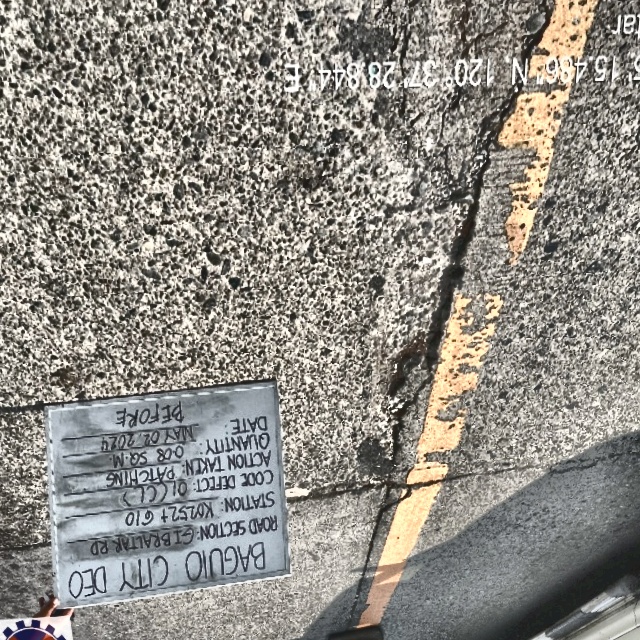 BAGUIO CITY DEO
ROAD SECTION: GIBRALTAR RD
STATION: K0252+610
CODE DEFECT: 01 (CL)
ACTION TAKEN: PATCHING
QUANTITY: 0.08 SQ.M.
DATE: MAY 02, 2024
BEFORE
15.486" N 120° 37' 28.844" E